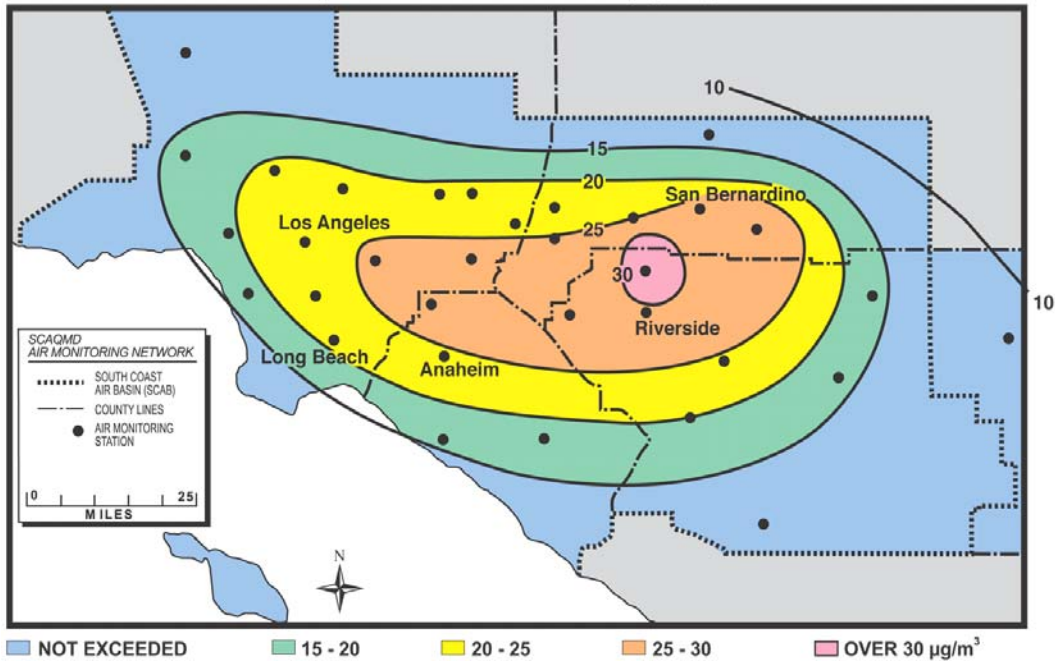 10
15
20
San Bernardino
Los Angeles
25
30
10
Riverside
Long Beach
Anaheim
SCAQMD
AIR MONITORING NETWORK
SOUTH COAST
AIR BASIN (SCAB)
COUNTY LINES
AIR MONITORING
STATION
0 25
MILES
N
NOT EXCEEDED 15 - 20 20 - 25 25 - 30 OVER 30 µg/m³